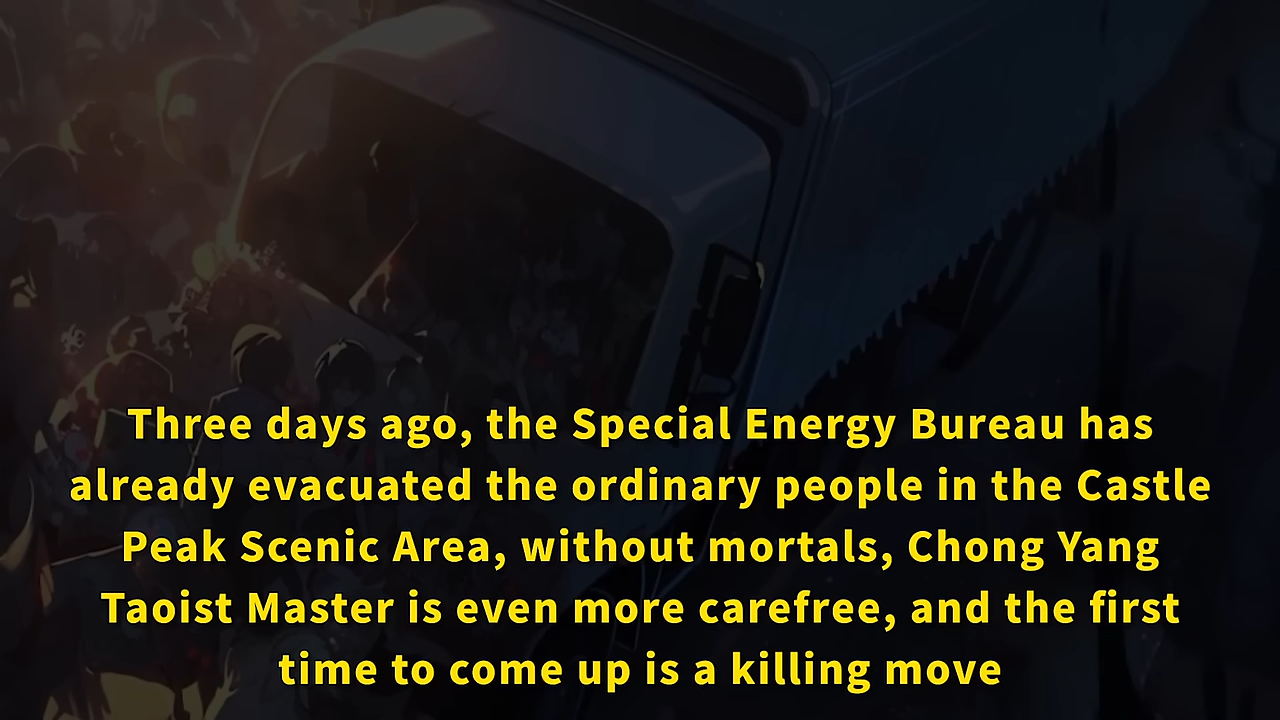 Three days ago, the Special Energy Bureau has
already evacuated the ordinary people in the Castle
Peak Scenic Area, without mortals, Chong Yang
Taoist Master is even more carefree, and the first
time to come up is a killing move